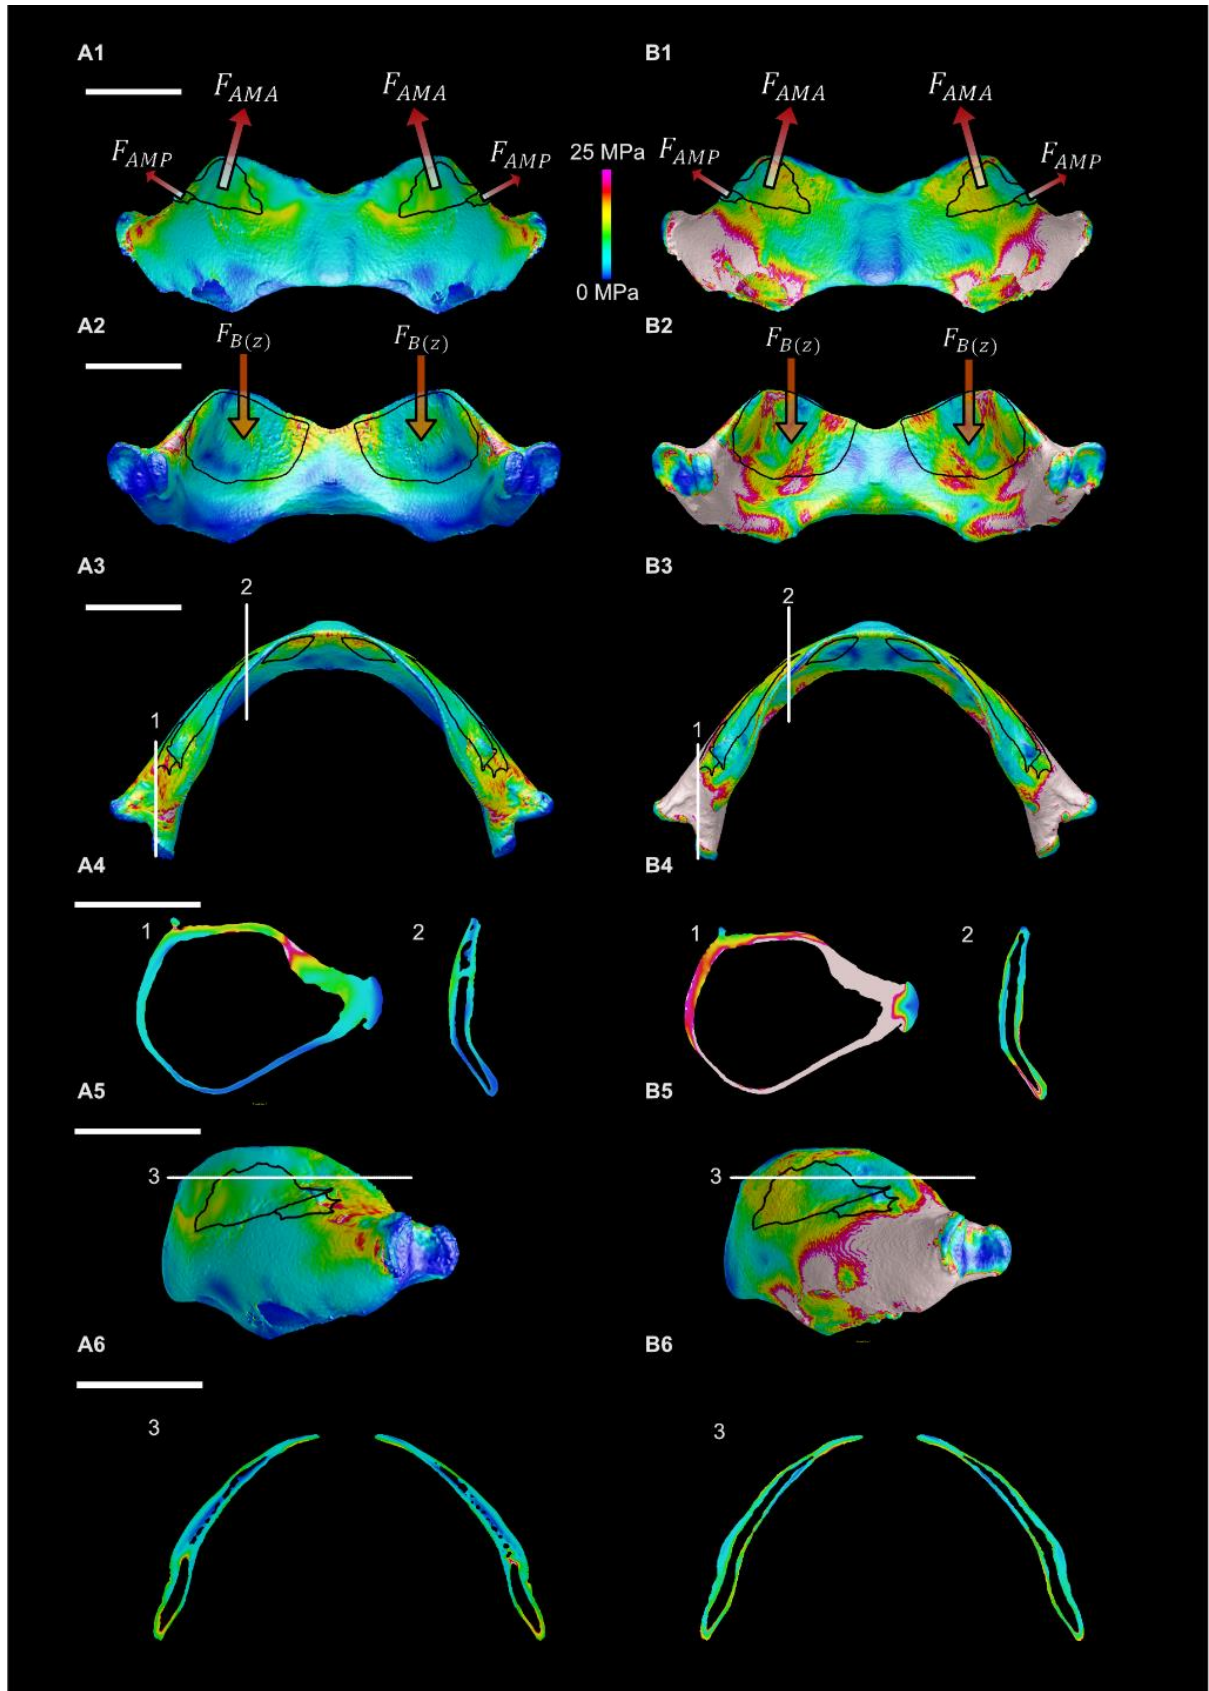 A1 B1
F_AMA F_AMA F_AMA F_AMA
F_AMP F_AMP 25 MPa F_AMP F_AMP
0 MPa
A2 B2
F_B(z) F_B(z) F_B(z) F_B(z)
A3 B3
2 2
1 1
A4 B4
1 2 1 2
A5 B5
3 3
A6 B6
3 3